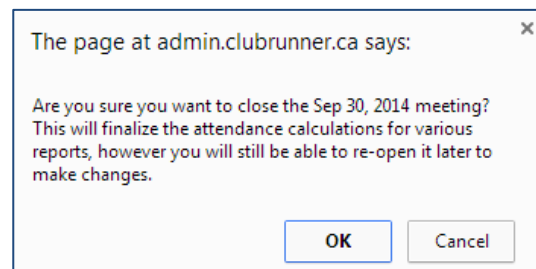 The page at admin.clubrunner.ca says:
Are you sure you want to close the Sep 30, 2014 meeting?
This will finalize the attendance calculations for various
reports, however you will still be able to re-open it later to
make changes.
OK
Cancel